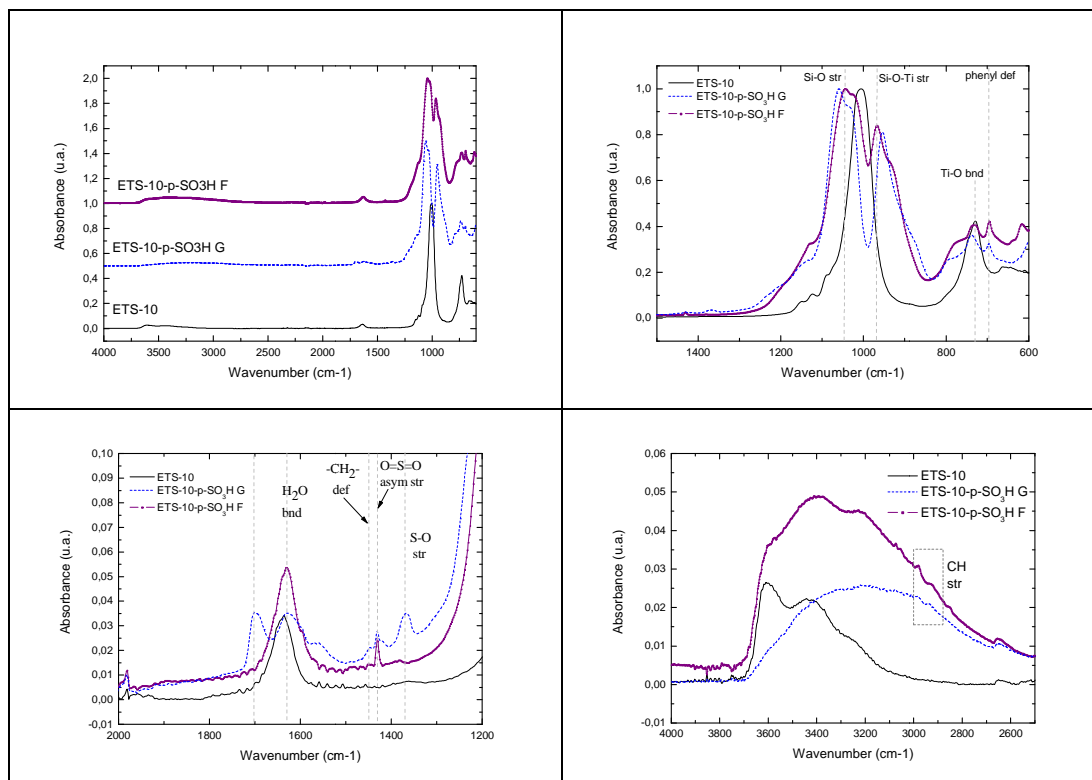 2,0
1,8
1,6
1,4
1,2
1,0
0,8
0,6
0,4
0,2
0,0
Absorbance (u.a.)
ETS-10-p-SO3H F
ETS-10-p-SO3H G
ETS-10
4000 3500 3000 2500 2000 1500 1000
Wavenumber (cm-1)
1,0
0,8
0,6
0,4
0,2
0,0
Absorbance (u.a.)
ETS-10
ETS-10-p-SO3H G
ETS-10-p-SO3H F
Si-O str
Si-O-Ti str
phenyl def
Ti-O bnd
1400 1200 1000 800 600
Wavenumber (cm-1)
0,10
0,09
0,08
0,07
0,06
0,05
0,04
0,03
0,02
0,01
0,00
-0,01
Absorbance (u.a.)
ETS-10
ETS-10-p-SO3H G
ETS-10-p-SO3H F
H2O
bnd
-CH2-
def
O=S=O
asym str
S-O
str
2000 1800 1600 1400 1200
Wavenumber (cm-1)
0,06
0,05
0,04
0,03
0,02
0,01
0,00
-0,01
Absorbance (u.a.)
ETS-10
ETS-10-p-SO3H G
ETS-10-p-SO3H F
CH
str
4000 3800 3600 3400 3200 3000 2800 2600
Wavenumber (cm-1)